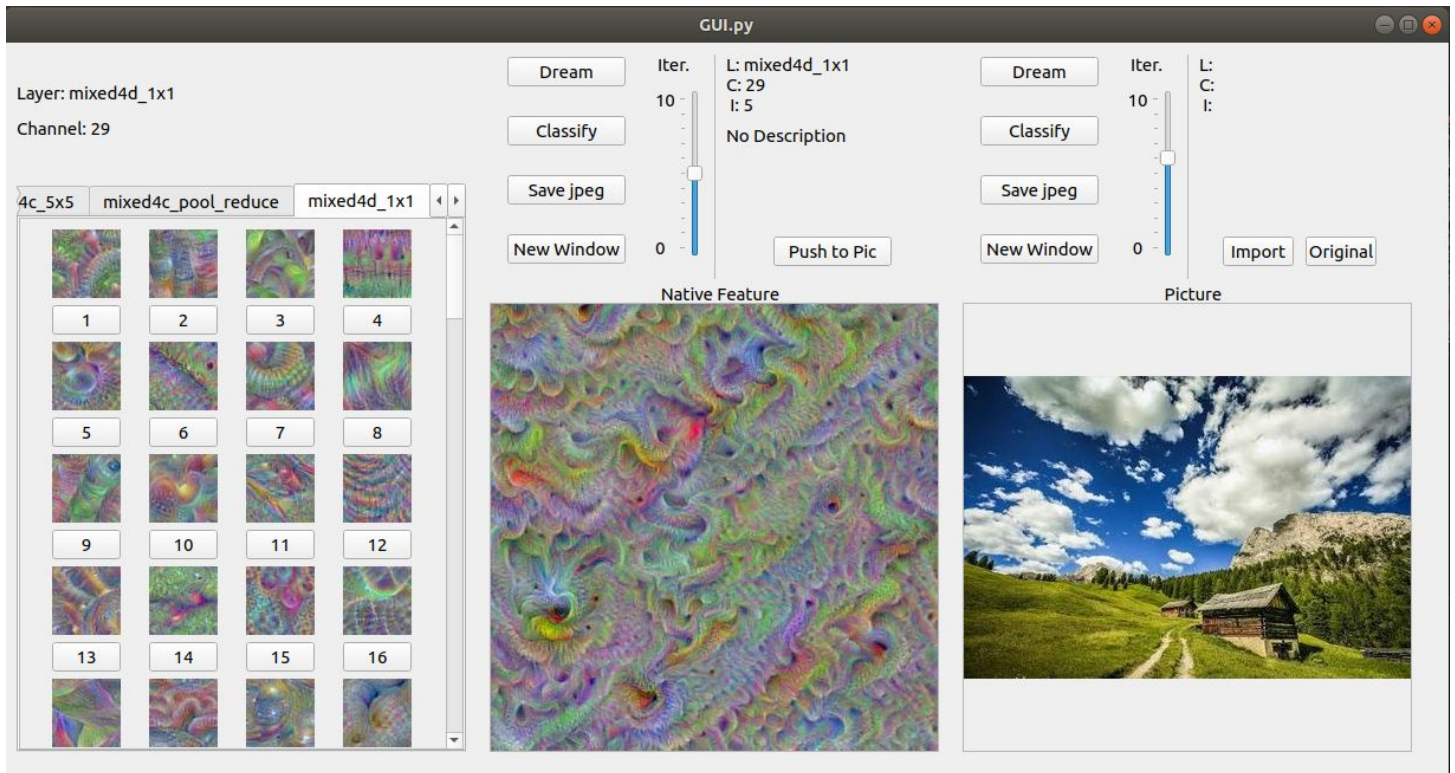 GUI.py
Layer: mixed4d_1x1
Channel: 29
4c_5x5
mixed4c_pool_reduce
mixed4d_1x1
1 2 3 4
5 6 7 8
9 10 11 12
13 14 15 16
Dream
Classify
Save jpeg
New Window
Iter.
10
0
L: mixed4d_1x1
C: 29
I: 5
No Description
Push to Pic
Native Feature
Dream
Classify
Save jpeg
New Window
Iter.
10
0
L:
C:
I:
Import
Original
Picture